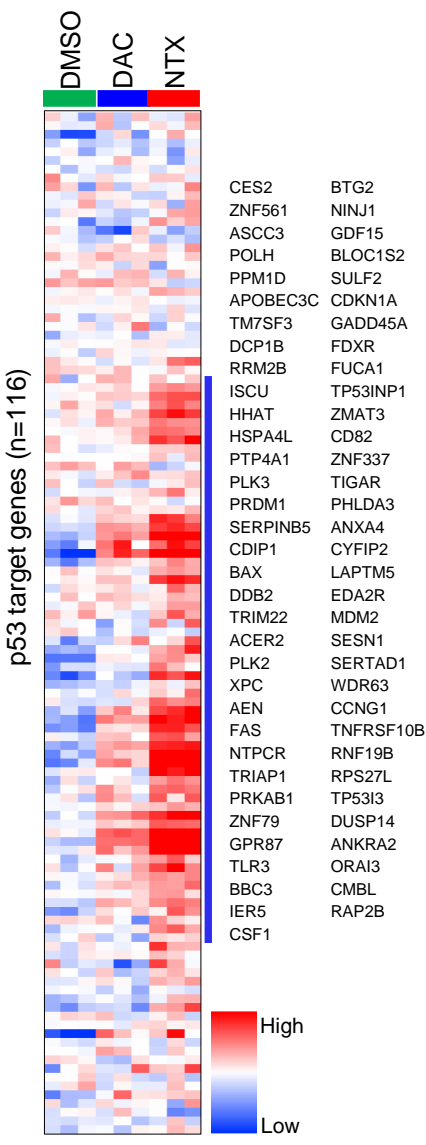 DMSO
DAC
NTX
p53 target genes (n=116)
CES2 BTG2
ZNF561 NINJ1
ASCC3 GDF15
POLH BLOC1S2
PPM1D SULF2
APOBEC3C CDKN1A
TM7SF3 GADD45A
DCP1B FDXR
RRM2B FUCA1
ISCU TP53INP1
HHAT ZMAT3
HSPA4L CD82
PTP4A1 ZNF337
PLK3 TIGAR
PRDM1 PHLDA3
SERPINB5 ANXA4
CDIP1 CYFIP2
BAX LAPTM5
DDB2 EDA2R
TRIM22 MDM2
ACER2 SESN1
PLK2 SERTAD1
XPC WDR63
AEN CCNG1
FAS TNFRSF10B
NTPCR RNF19B
TRIAP1 RPS27L
PRKAB1 TP53I3
ZNF79 DUSP14
GPR87 ANKRA2
TLR3 ORAI3
BBC3 CMBL
IER5 RAP2B
CSF1
High
Low